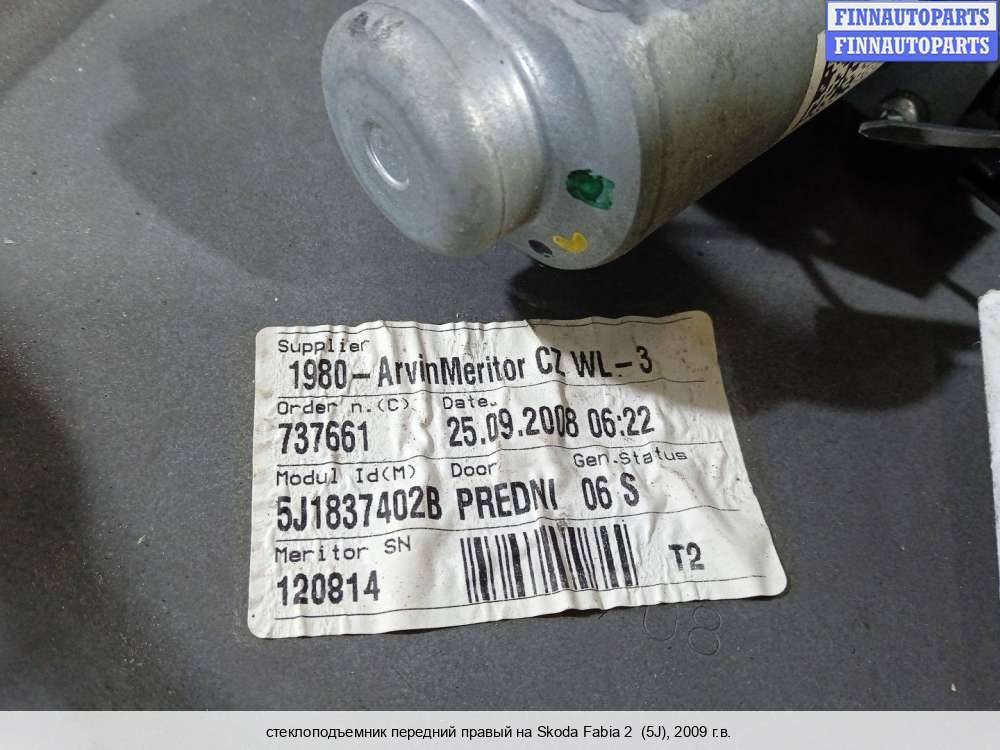 FINNAUTOPARTS
FINNAUTOPARTS
Supplier
1980-ArvinMeritor CZ WL-3
Order n.(C) Date.
737661 25.09.2008 06:22
Modul Id(M) Door Gen.Status
5J1837402B PREDNI 06 S
Meritor SN
120814 T2
08
стеклоподъемник передний правый на Skoda Fabia 2 (5J), 2009 г.в.